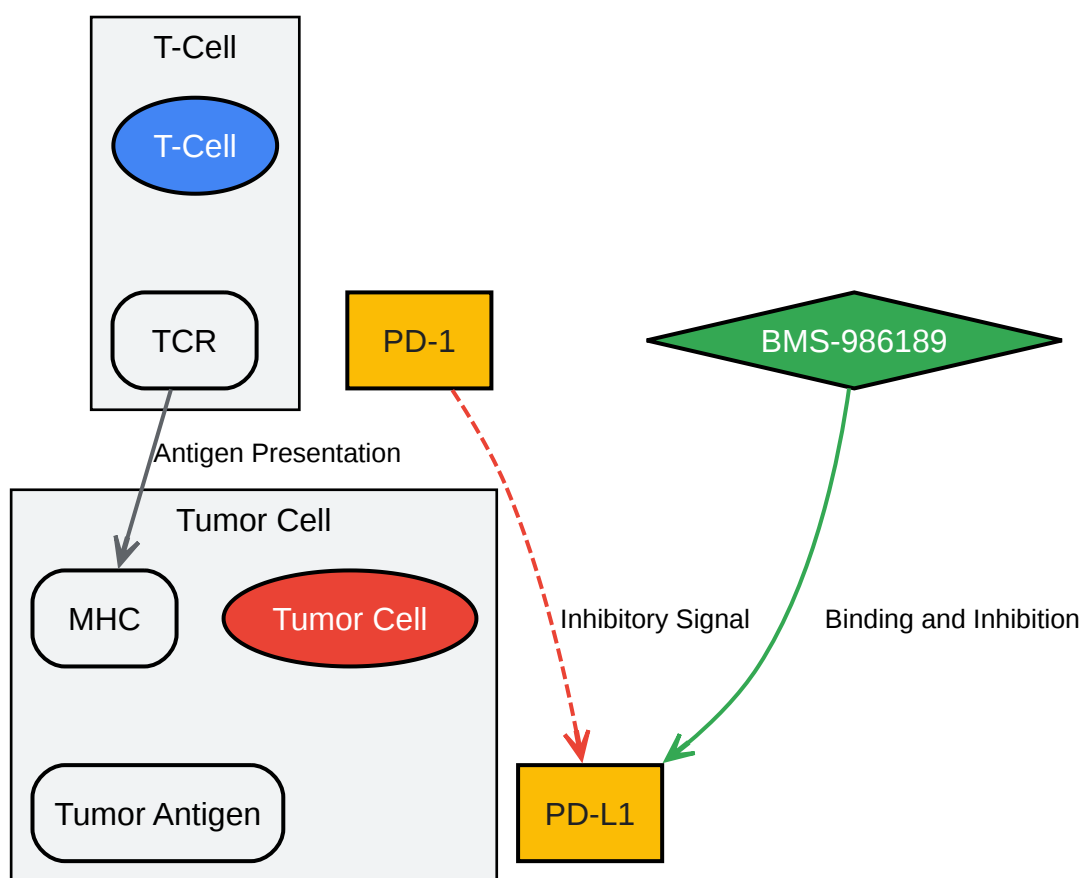 T-Cell
T-Cell
TCR
PD-1
BMS-986189
Antigen Presentation
Tumor Cell
MHC
Tumor Cell
Inhibitory Signal
Binding and Inhibition
Tumor Antigen
PD-L1